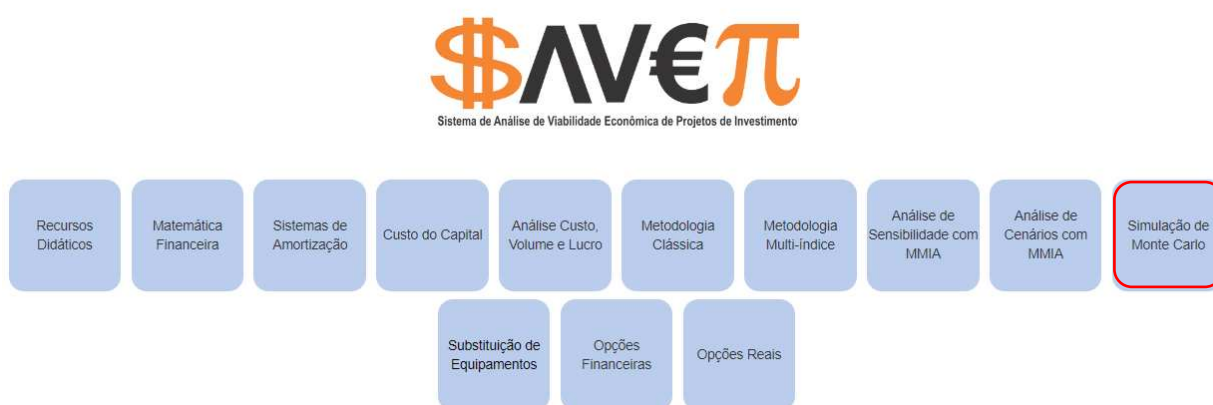 $ΛV€π
Sistema de Análise de Viabilidade Econômica de Projetos de Investimento
Recursos
Didáticos
Matemática
Financeira
Sistemas de
Amortização
Custo do Capital
Análise Custo,
Volume e Lucro
Metodologia
Clássica
Metodologia
Multi-índice
Análise de
Sensibilidade com
MMIA
Análise de
Cenários com
MMIA
Simulação de
Monte Carlo
Substituição de
Equipamentos
Opções
Financeiras
Opções Reais